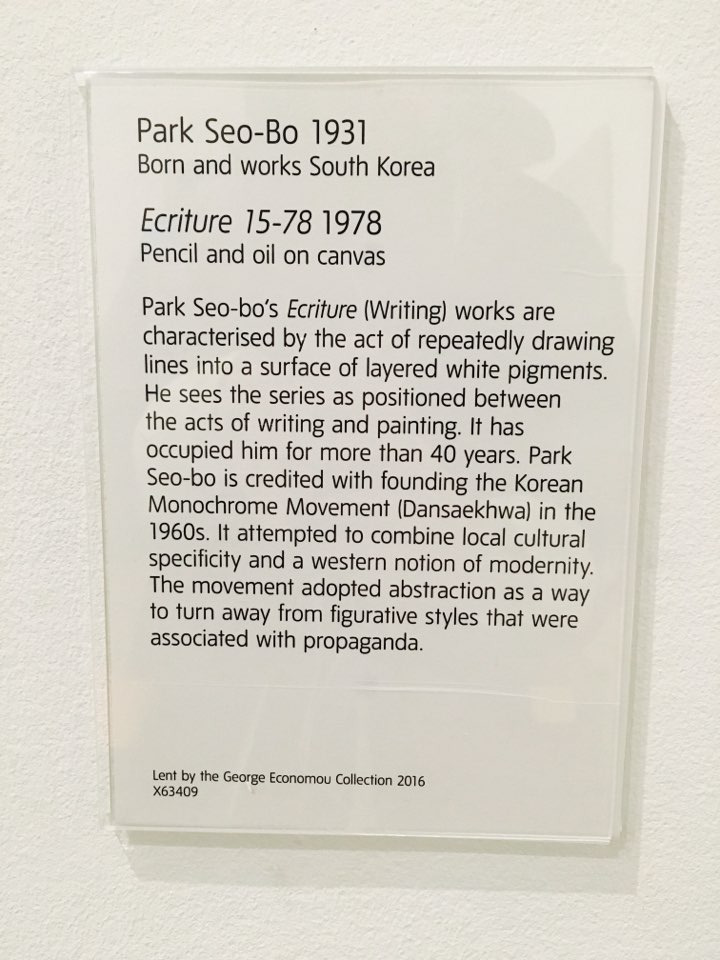 Park Seo-Bo 1931
Born and works South Korea
Ecriture 15-78 1978
Pencil and oil on canvas
Park Seo-bo's Ecriture (Writing) works are
characterised by the act of repeatedly drawing
lines into a surface of layered white pigments.
He sees the series as positioned between
the acts of writing and painting. It has
occupied him for more than 40 years. Park
Seo-bo is credited with founding the Korean
Monochrome Movement (Dansaekhwa) in the
1960s. It attempted to combine local cultural
specificity and a western notion of modernity.
The movement adopted abstraction as a way
to turn away from figurative styles that were
associated with propaganda.
Lent by the George Economou Collection 2016
X63409